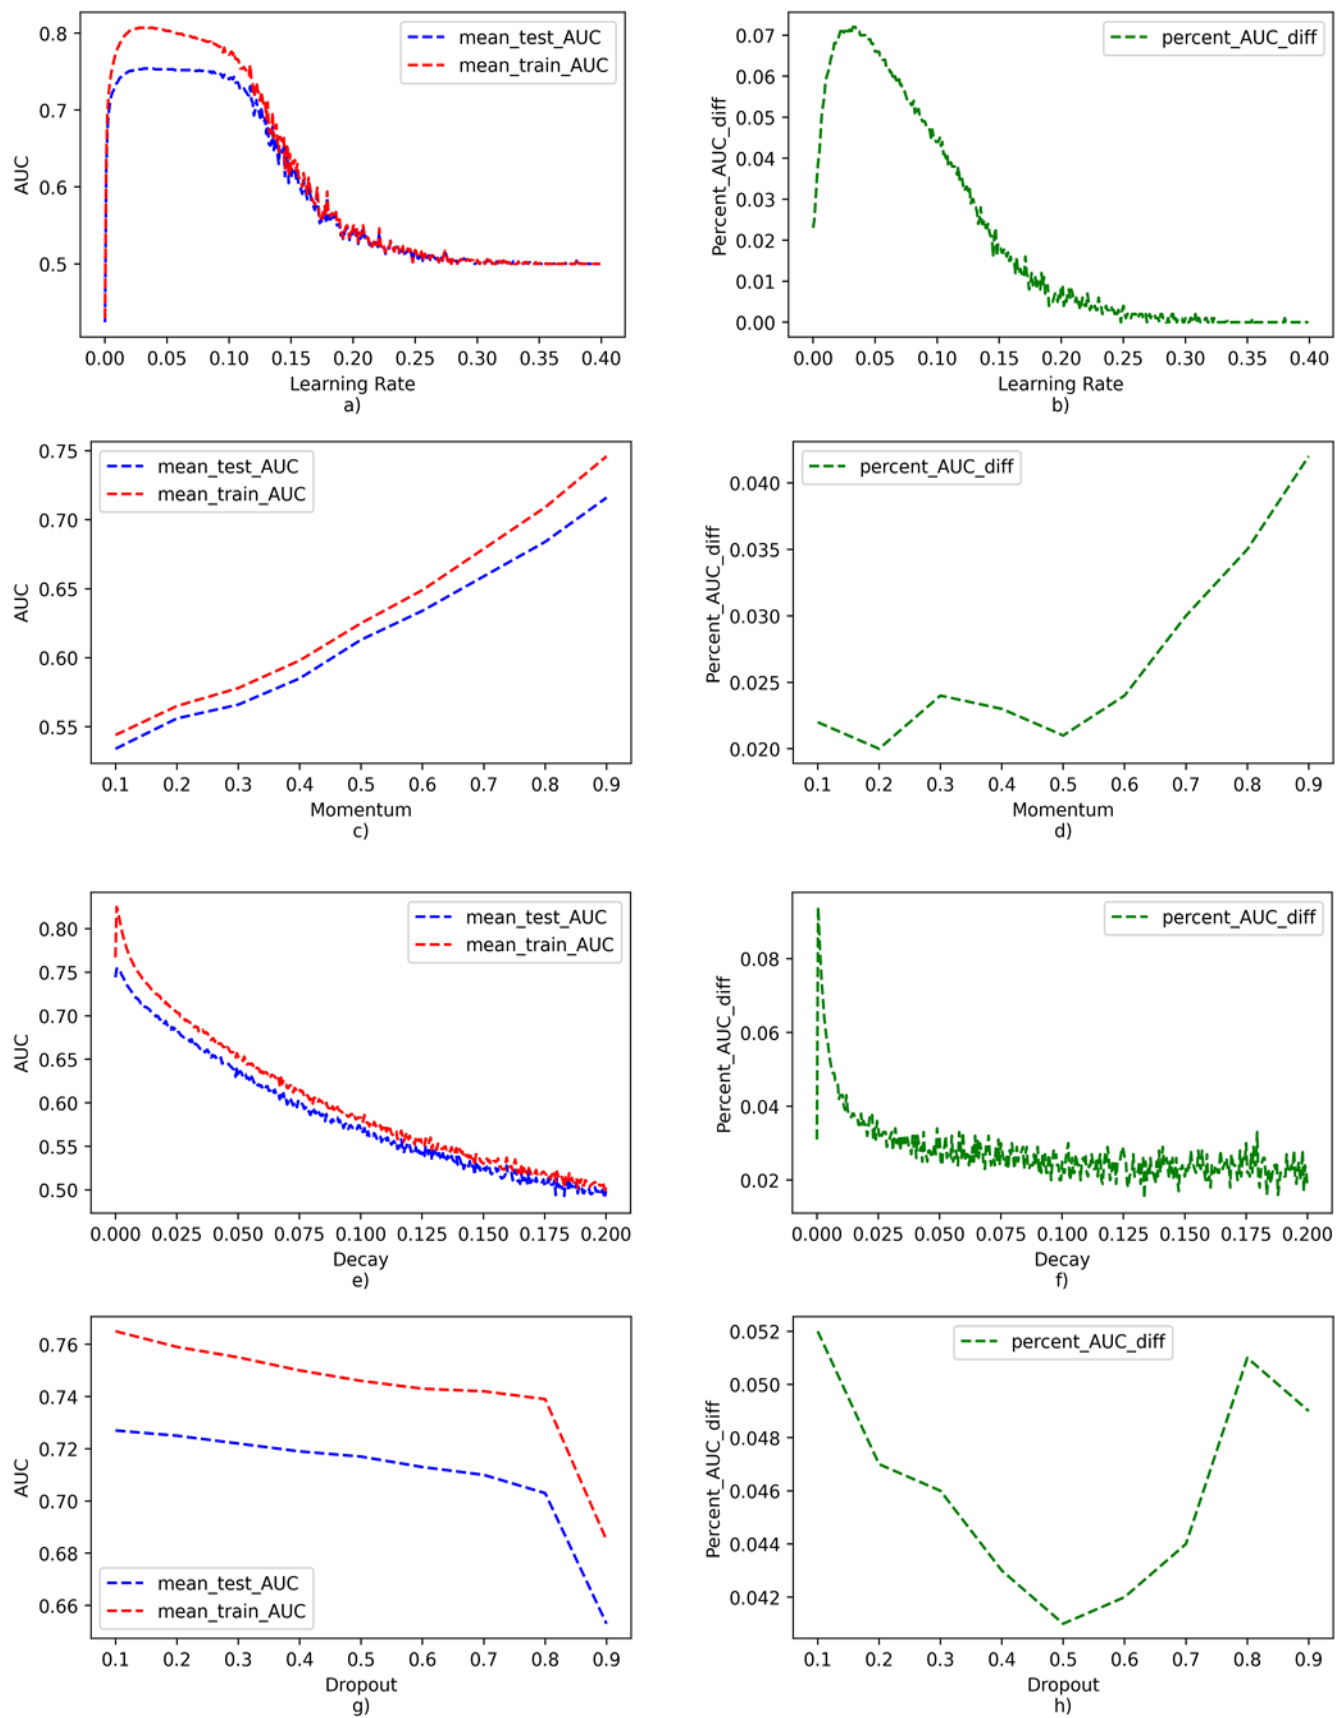 mean_test_AUC
mean_train_AUC
AUC
0.8
0.7
0.6
0.5
0.00 0.05 0.10 0.15 0.20 0.25 0.30 0.35 0.40
Learning Rate
a)
percent_AUC_diff
Percent_AUC_diff
0.07
0.06
0.05
0.04
0.03
0.02
0.01
0.00
0.00 0.05 0.10 0.15 0.20 0.25 0.30 0.35 0.40
Learning Rate
b)
mean_test_AUC
mean_train_AUC
AUC
0.75
0.70
0.65
0.60
0.55
0.1 0.2 0.3 0.4 0.5 0.6 0.7 0.8 0.9
Momentum
c)
percent_AUC_diff
Percent_AUC_diff
0.040
0.035
0.030
0.025
0.020
0.1 0.2 0.3 0.4 0.5 0.6 0.7 0.8 0.9
Momentum
d)
mean_test_AUC
mean_train_AUC
AUC
0.80
0.75
0.70
0.65
0.60
0.55
0.50
0.000 0.025 0.050 0.075 0.100 0.125 0.150 0.175 0.200
Decay
e)
percent_AUC_diff
Percent_AUC_diff
0.08
0.06
0.04
0.02
0.000 0.025 0.050 0.075 0.100 0.125 0.150 0.175 0.200
Decay
f)
mean_test_AUC
mean_train_AUC
AUC
0.76
0.74
0.72
0.70
0.68
0.66
0.1 0.2 0.3 0.4 0.5 0.6 0.7 0.8 0.9
Dropout
g)
percent_AUC_diff
Percent_AUC_diff
0.052
0.050
0.048
0.046
0.044
0.042
0.1 0.2 0.3 0.4 0.5 0.6 0.7 0.8 0.9
Dropout
h)